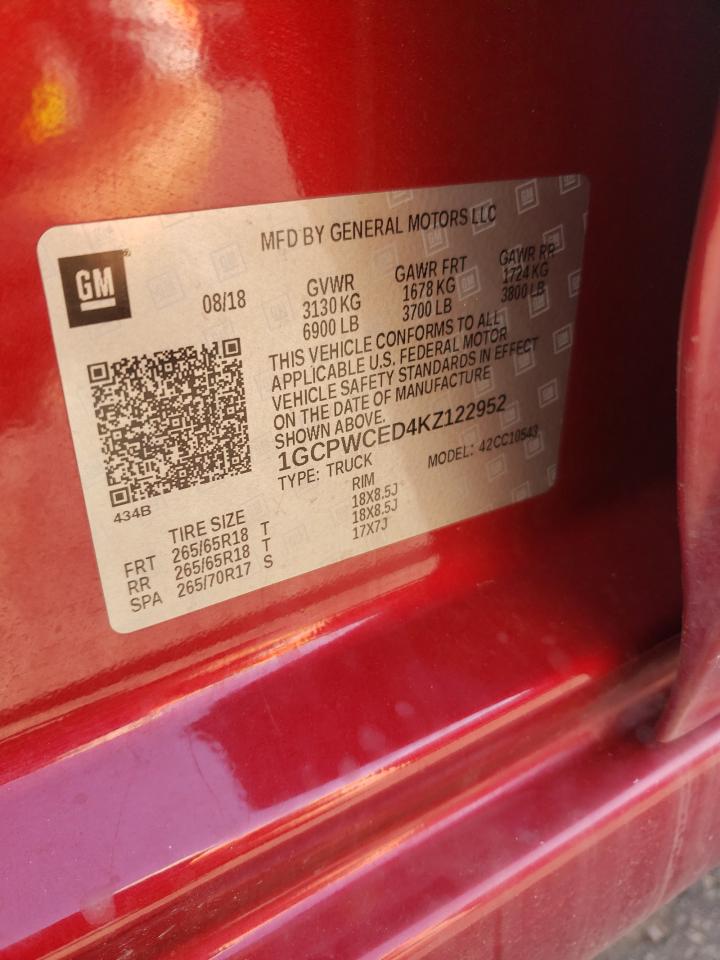 MFD BY GENERAL MOTORS LLC
GM
08/18
GVWR
3130 KG
6900 LB
GAWR FRT
1678 KG
3700 LB
GAWR RR
1724 KG
3800 LB
THIS VEHICLE CONFORMS TO ALL
APPLICABLE U.S. FEDERAL MOTOR
VEHICLE SAFETY STANDARDS IN EFFECT
ON THE DATE OF MANUFACTURE
SHOWN ABOVE.
1GCPWCED4KZ122952
TYPE: TRUCK
MODEL: 42CC10543
434B
TIRE SIZE RIM
FRT 265/65R18 T 18X8.5J
RR 265/65R18 T 18X8.5J
SPA 265/70R17 S 17X7J